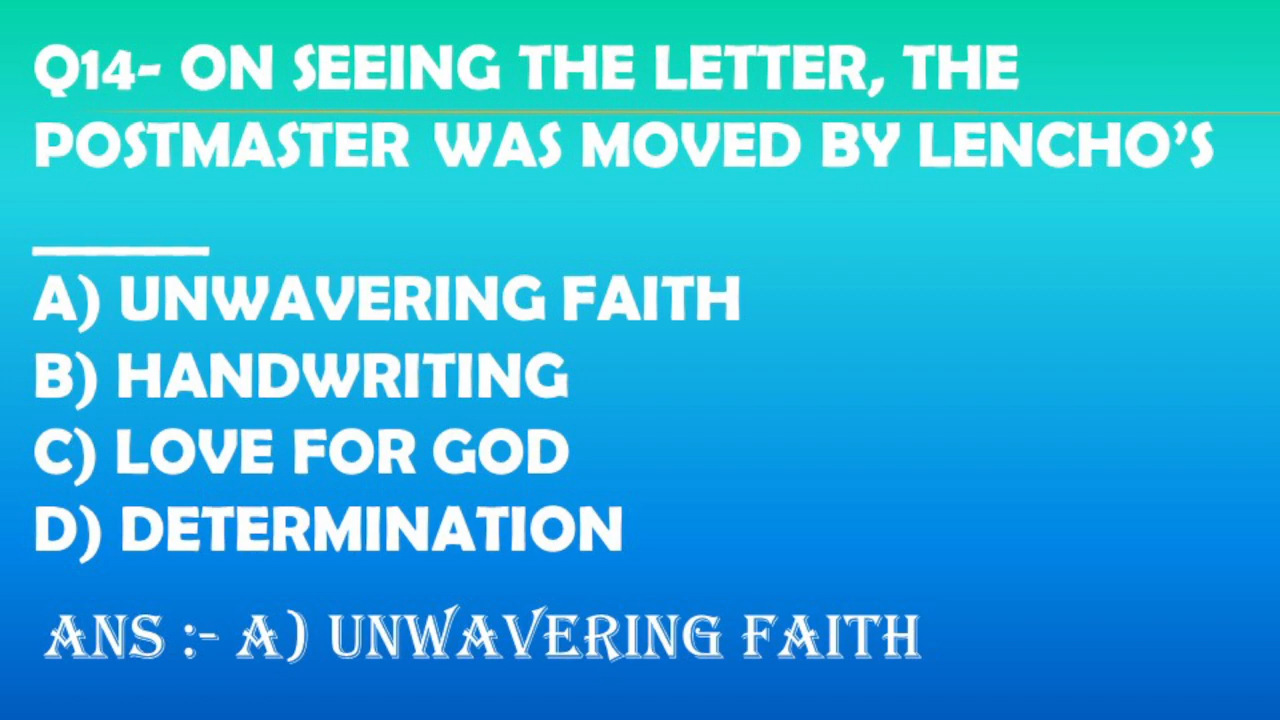 Q14- ON SEEING THE LETTER, THE
POSTMASTER WAS MOVED BY LENCHO’S
______
A) UNWAVERING FAITH
B) HANDWRITING
C) LOVE FOR GOD
D) DETERMINATION
ANS :- A) UNWAVERING FAITH